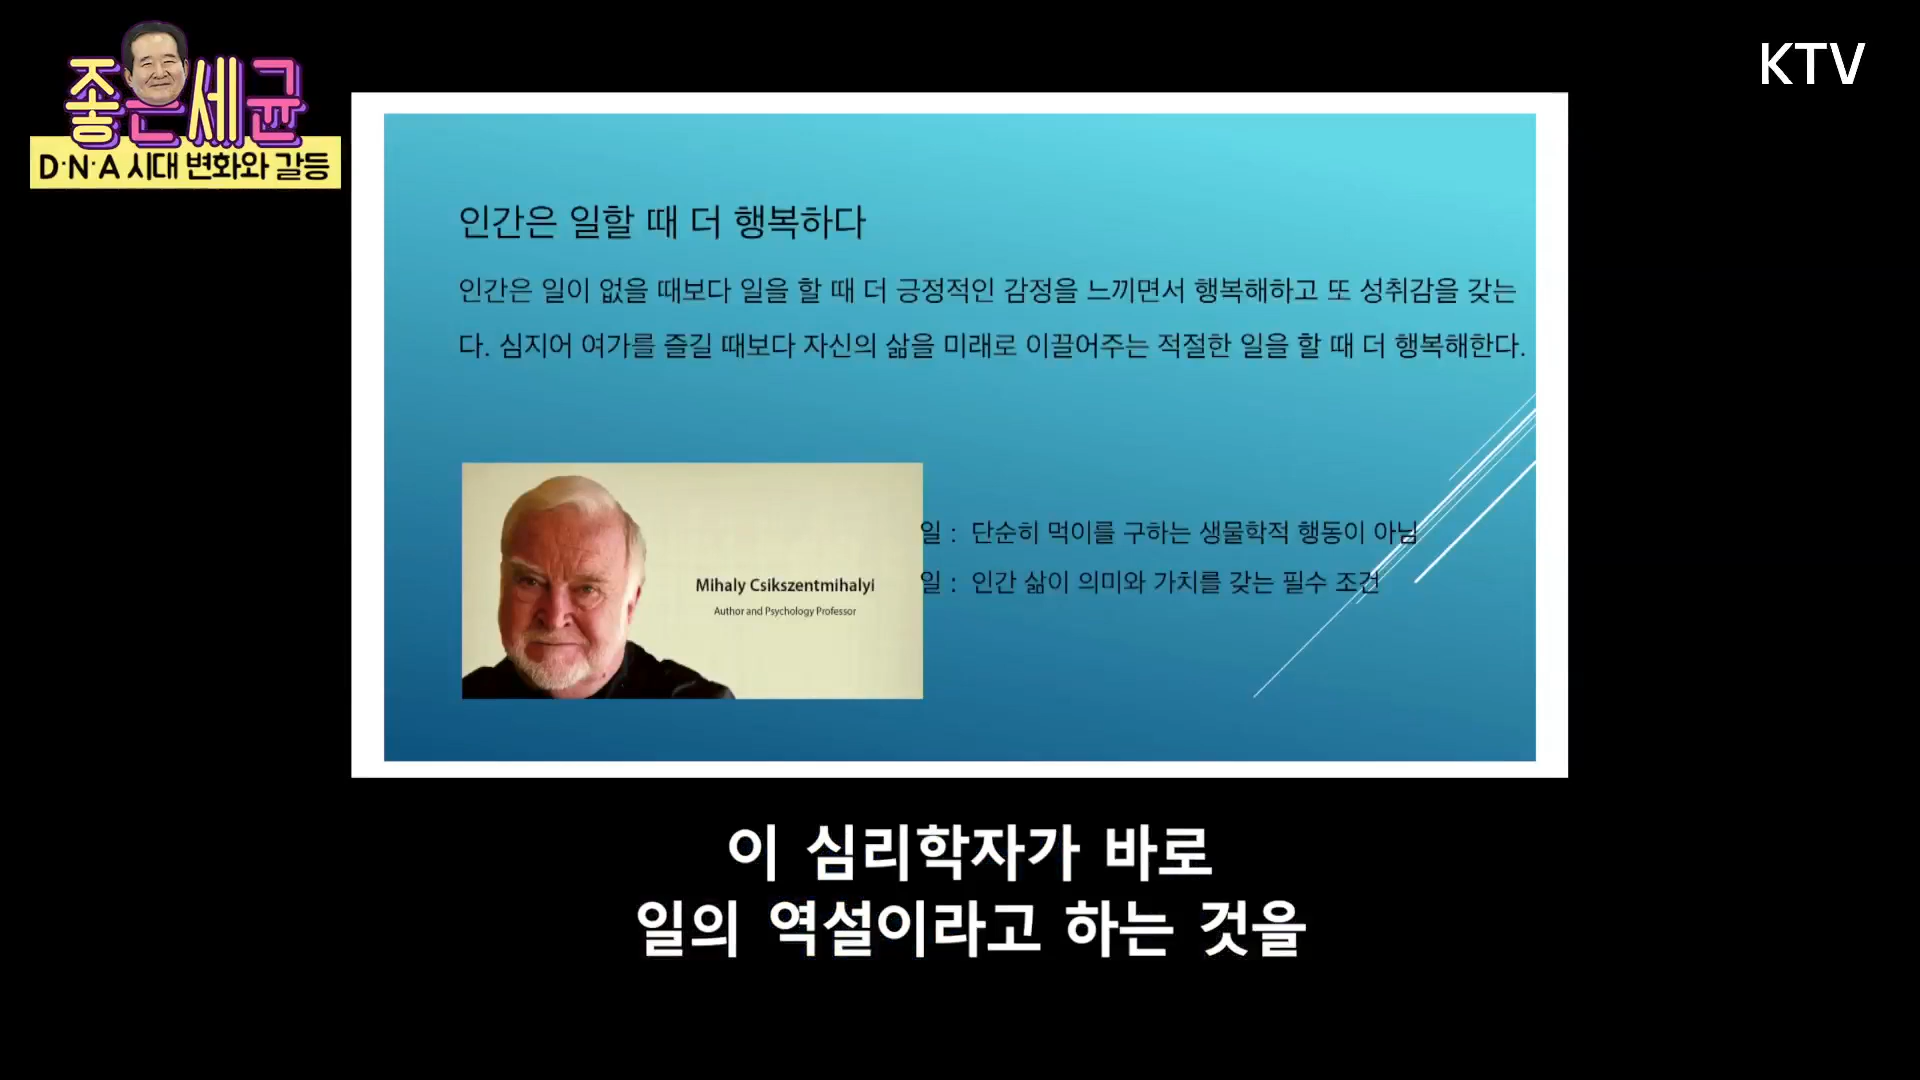 좋은세균
D·N·A 시대 변화와 갈등
KTV
인간은 일할 때 더 행복하다
인간은 일이 없을 때보다 일을 할 때 더 긍정적인 감정을 느끼면서 행복해하고 또 성취감을 갖는
다. 심지어 여가를 즐길 때보다 자신의 삶을 미래로 이끌어주는 적절한 일을 할 때 더 행복해한다.
Mihaly Csikszentmihalyi
Author and Psychology Professor
일 : 단순히 먹이를 구하는 생물학적 행동이 아님
일 : 인간 삶이 의미와 가치를 갖는 필수 조건
이 심리학자가 바로
일의 역설이라고 하는 것을